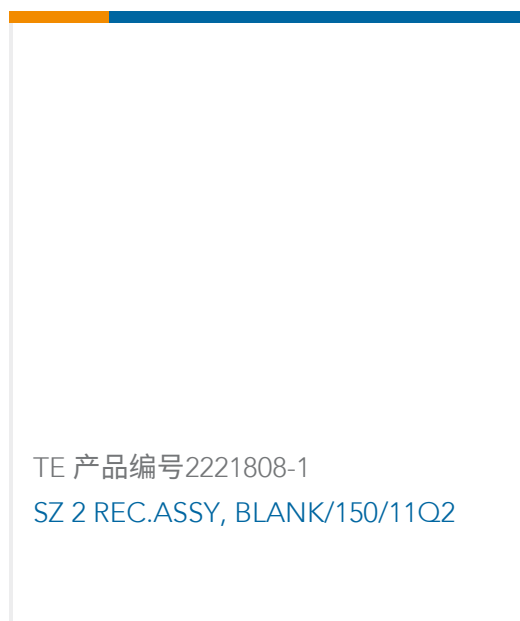 TE 产品编号2221808-1
SZ 2 REC.ASSY, BLANK/150/11Q2